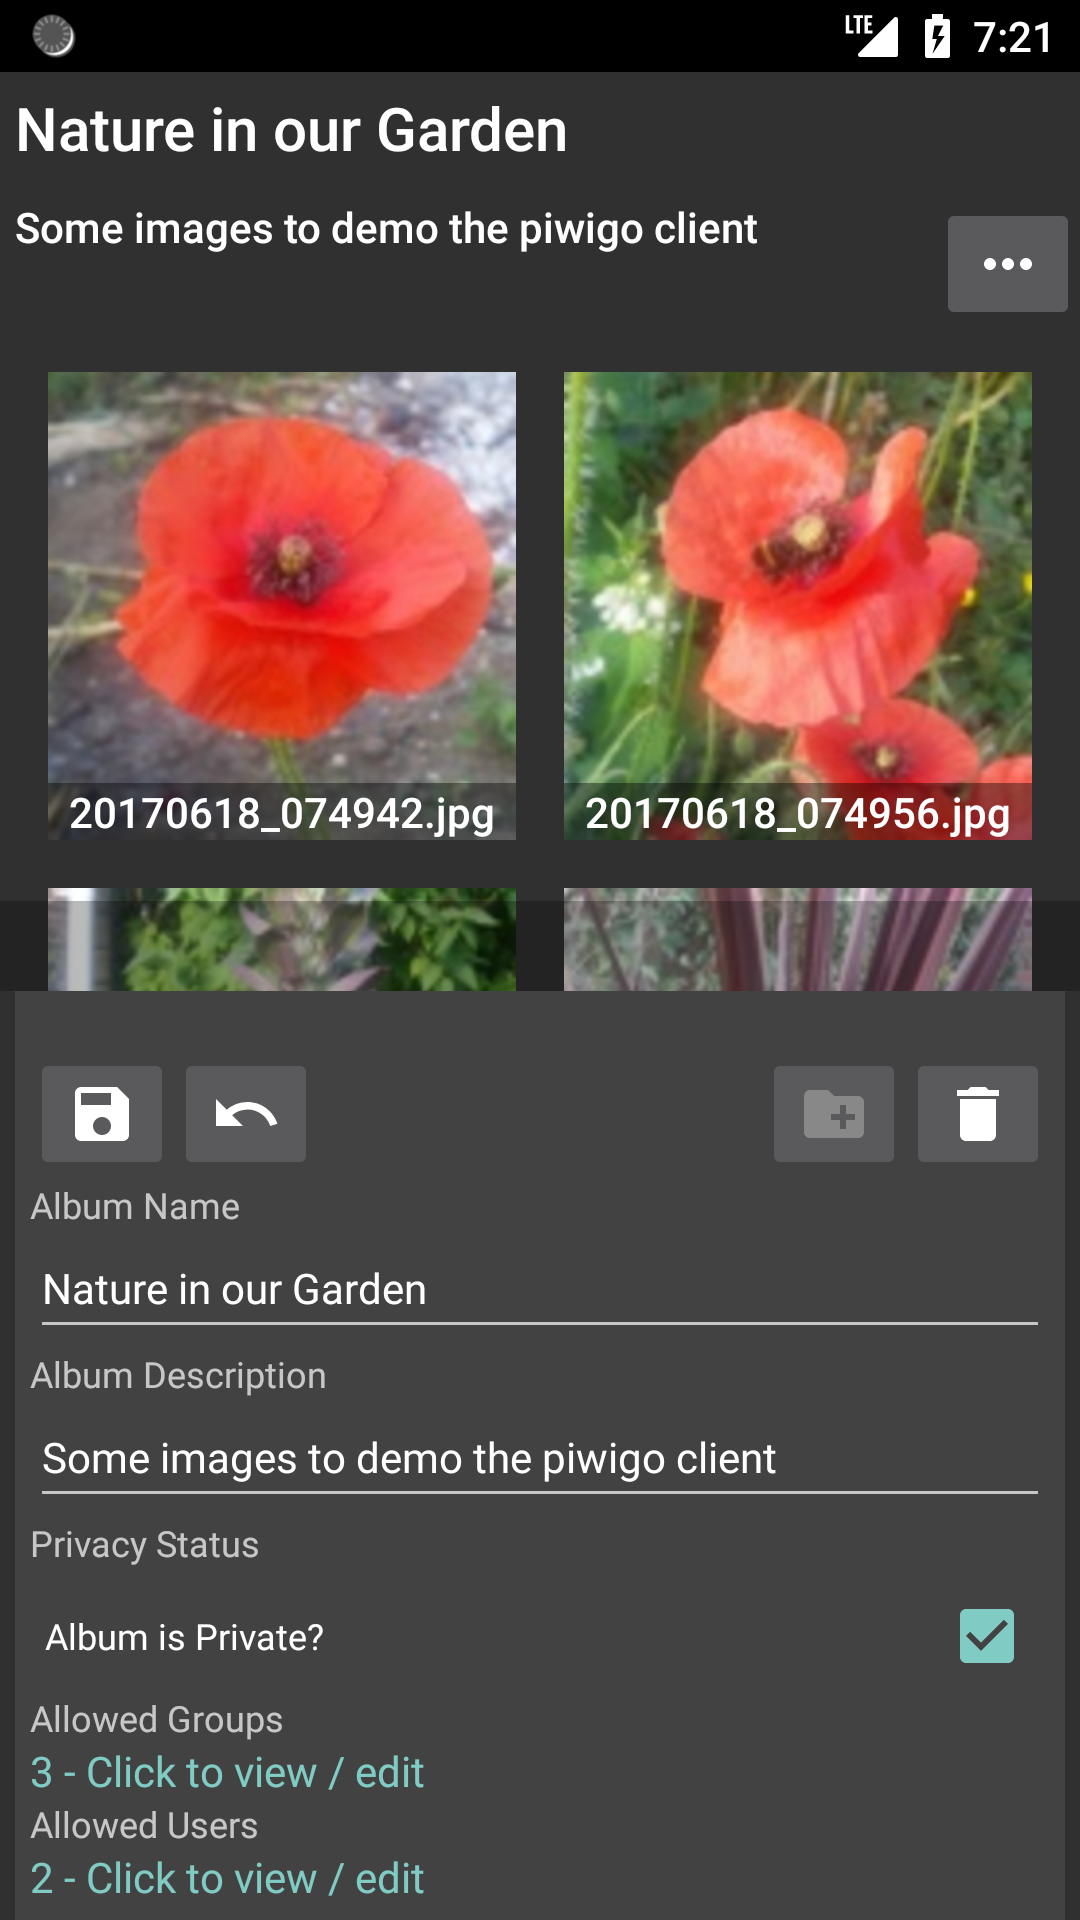 LTE 7:21
Nature in our Garden
Some images to demo the piwigo client
20170618_074942.jpg
20170618_074956.jpg
Album Name
Nature in our Garden
Album Description
Some images to demo the piwigo client
Privacy Status
Album is Private?
Allowed Groups
3 - Click to view / edit
Allowed Users
2 - Click to view / edit